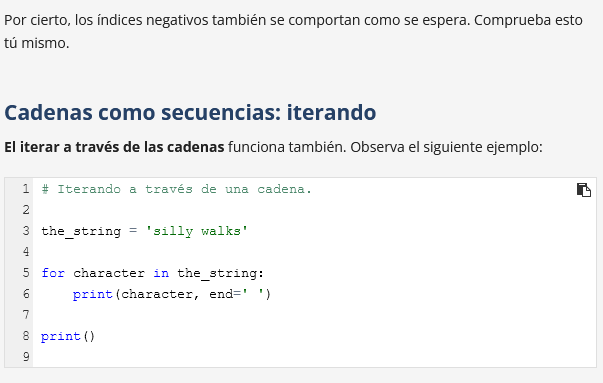 Por cierto, los índices negativos también se comportan como se espera. Comprueba esto
tú mismo.
Cadenas como secuencias: iterando
El iterar a través de las cadenas funciona también. Observa el siguiente ejemplo:
1 # Iterando a través de una cadena.
2
3 the_string = 'silly walks'
4
5 for character in the_string:
6     print(character, end=' ')
7
8 print()
9